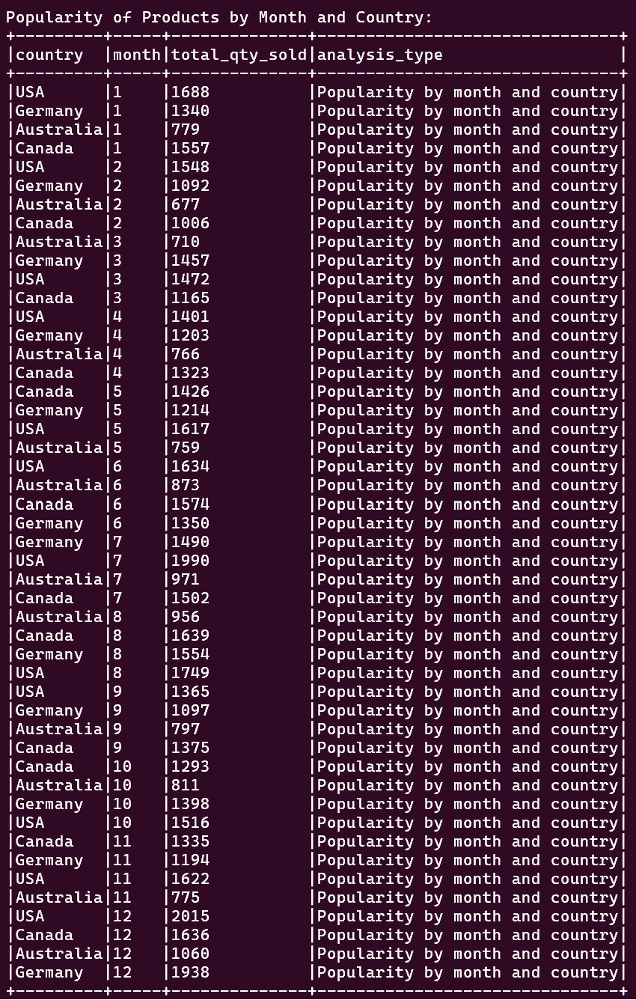 Popularity of Products by Month and Country:
+---------+-----+--------------+-------------------------------+
|country  |month|total_qty_sold|analysis_type                  |
+---------+-----+--------------+-------------------------------+
|USA      |1    |1688          |Popularity by month and country|
|Germany  |1    |1340          |Popularity by month and country|
|Australia|1    |779           |Popularity by month and country|
|Canada   |1    |1557          |Popularity by month and country|
|USA      |2    |1548          |Popularity by month and country|
|Germany  |2    |1092          |Popularity by month and country|
|Australia|2    |677           |Popularity by month and country|
|Canada   |2    |1006          |Popularity by month and country|
|Australia|3    |710           |Popularity by month and country|
|Germany  |3    |1457          |Popularity by month and country|
|USA      |3    |1472          |Popularity by month and country|
|Canada   |3    |1165          |Popularity by month and country|
|USA      |4    |1401          |Popularity by month and country|
|Germany  |4    |1203          |Popularity by month and country|
|Australia|4    |766           |Popularity by month and country|
|Canada   |4    |1323          |Popularity by month and country|
|Canada   |5    |1426          |Popularity by month and country|
|Germany  |5    |1214          |Popularity by month and country|
|USA      |5    |1617          |Popularity by month and country|
|Australia|5    |759           |Popularity by month and country|
|USA      |6    |1634          |Popularity by month and country|
|Australia|6    |873           |Popularity by month and country|
|Canada   |6    |1574          |Popularity by month and country|
|Germany  |6    |1350          |Popularity by month and country|
|Germany  |7    |1490          |Popularity by month and country|
|USA      |7    |1990          |Popularity by month and country|
|Australia|7    |971           |Popularity by month and country|
|Canada   |7    |1502          |Popularity by month and country|
|Australia|8    |956           |Popularity by month and country|
|Canada   |8    |1639          |Popularity by month and country|
|Germany  |8    |1554          |Popularity by month and country|
|USA      |8    |1749          |Popularity by month and country|
|USA      |9    |1365          |Popularity by month and country|
|Germany  |9    |1097          |Popularity by month and country|
|Australia|9    |797           |Popularity by month and country|
|Canada   |9    |1375          |Popularity by month and country|
|Canada   |10   |1293          |Popularity by month and country|
|Australia|10   |811           |Popularity by month and country|
|Germany  |10   |1398          |Popularity by month and country|
|USA      |10   |1516          |Popularity by month and country|
|Canada   |11   |1335          |Popularity by month and country|
|Germany  |11   |1194          |Popularity by month and country|
|USA      |11   |1622          |Popularity by month and country|
|Australia|11   |775           |Popularity by month and country|
|USA      |12   |2015          |Popularity by month and country|
|Canada   |12   |1636          |Popularity by month and country|
|Australia|12   |1060          |Popularity by month and country|
|Germany  |12   |1938          |Popularity by month and country|
+---------+-----+--------------+-------------------------------+